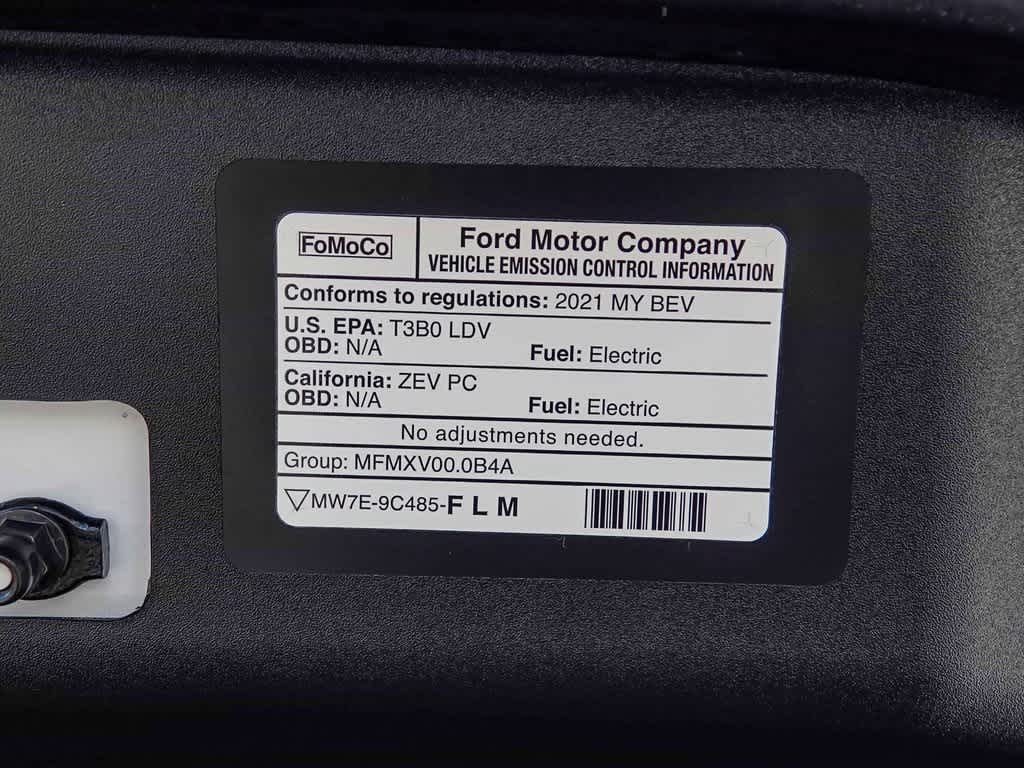 FoMoCo
Ford Motor Company
VEHICLE EMISSION CONTROL INFORMATION
Conforms to regulations: 2021 MY BEV
U.S. EPA: T3B0 LDV
OBD: N/A Fuel: Electric
California: ZEV PC
OBD: N/A Fuel: Electric
No adjustments needed.
Group: MFMXV00.0B4A
MW7E-9C485-F L M